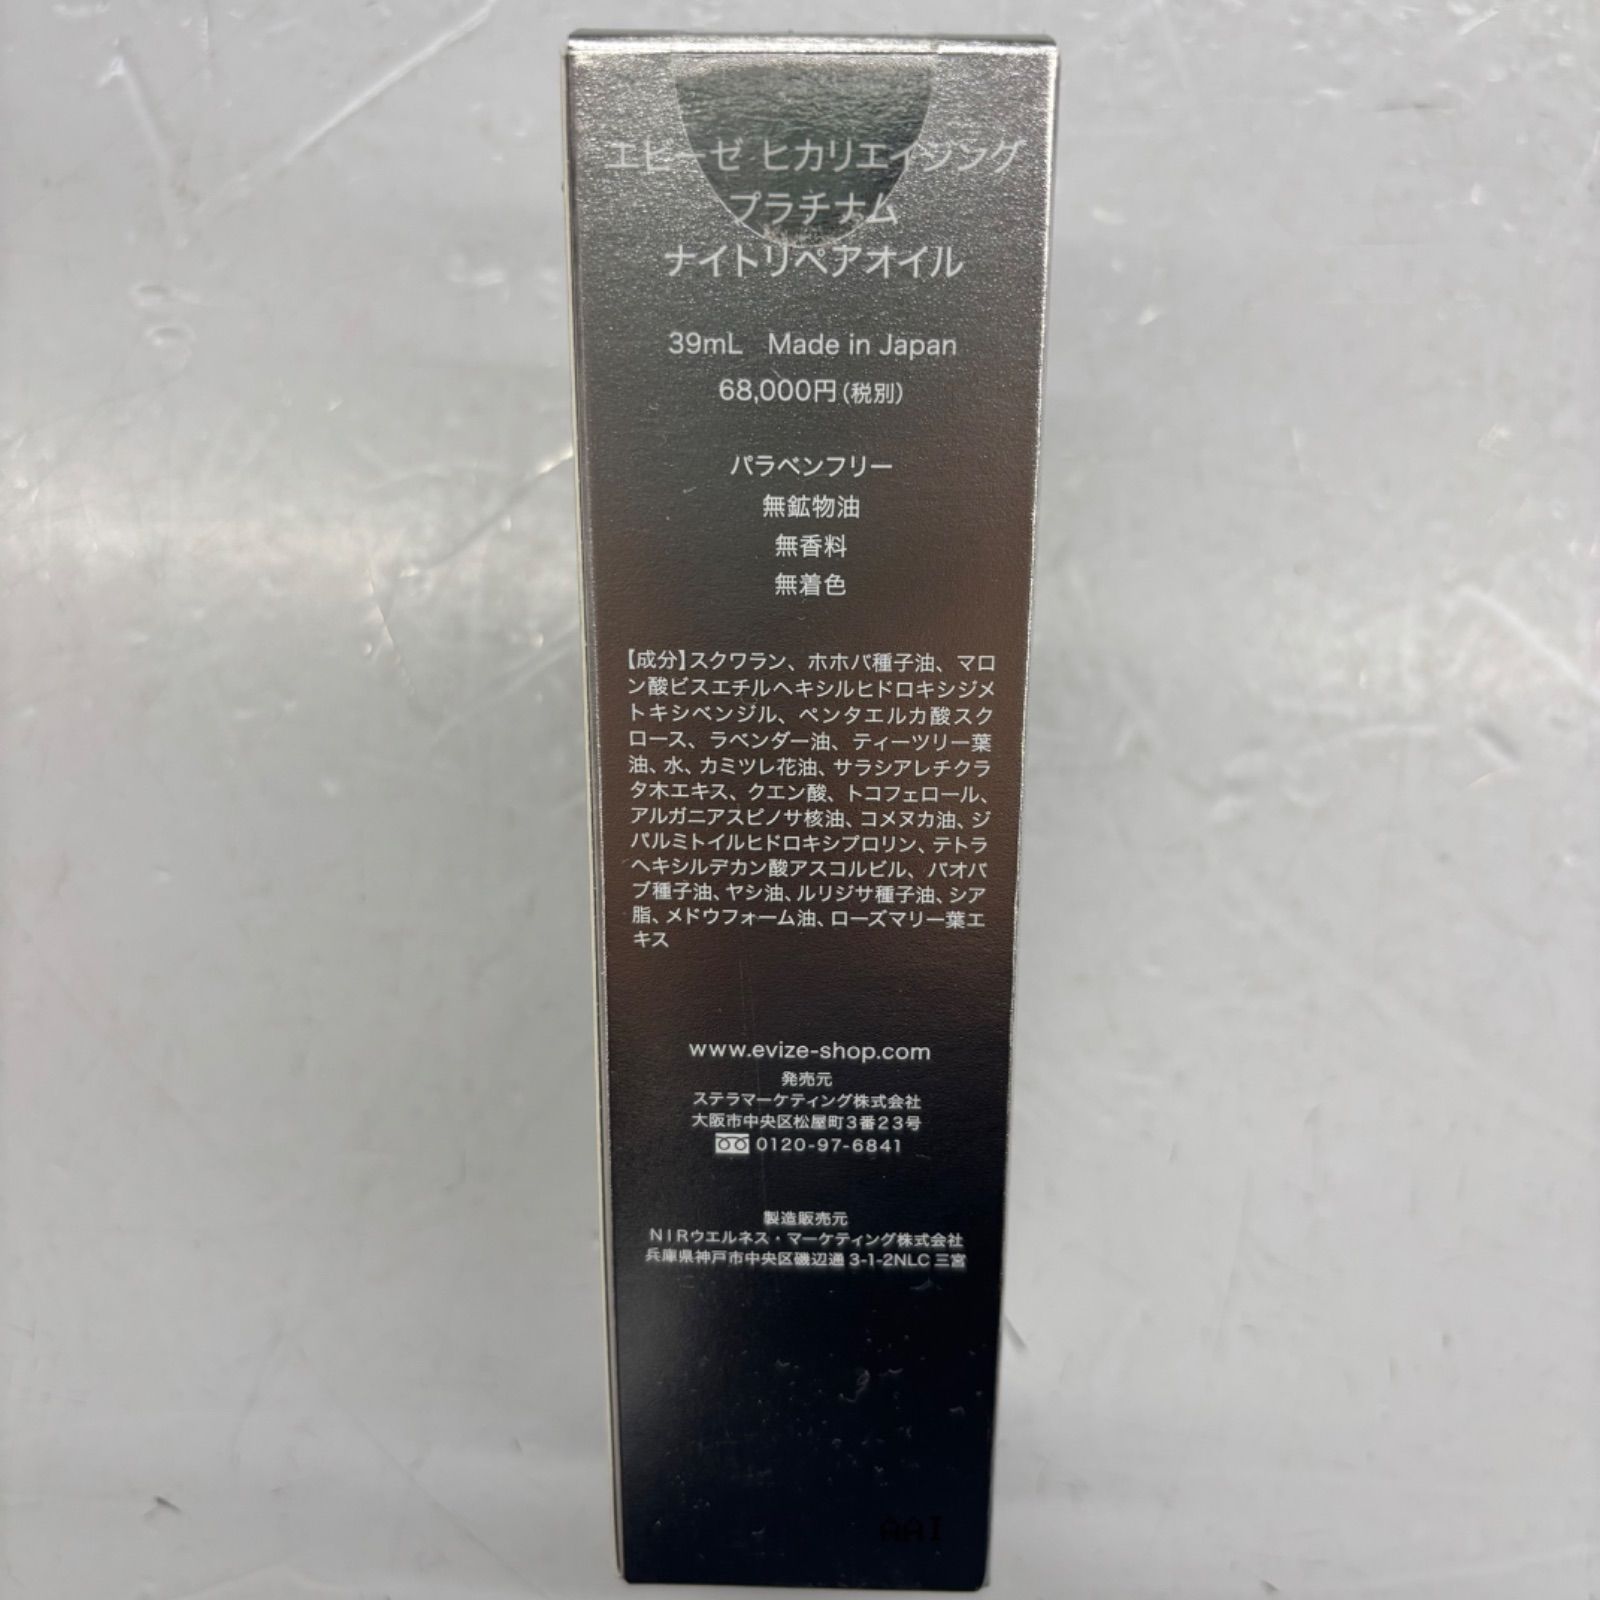 エビーゼ ヒカリエイジング
プラチナム
ナイトリペアオイル
39mL Made in Japan
68,000円(税別)
パラベンフリー
無鉱物油
無香料
無着色
【成分】スクワラン、ホホバ種子油、マロ
ン酸ビスエチルヘキシルヒドロキシジメ
トキシベンジル、ペンタエルカ酸スク
ロース、ラベンダー油、ティーツリー葉
油、水、カミツレ花油、サラシアレチクラ
タ木エキス、クエン酸、トコフェロール、
アルガニアスピノサ核油、コメヌカ油、ジ
パルミトイルヒドロキシプロリン、テトラ
ヘキシルデカン酸アスコルビル、バオバ
ブ種子油、ヤシ油、ルリジサ種子油、シア
脂、メドウフォーム油、ローズマリー葉エ
キス
www.evize-shop.com
発売元
ステラマーケティング株式会社
大阪市中央区松屋町3番23号
0120-97-6841
製造販売元
NIRウエルネス・マーケティング株式会社
兵庫県神戸市中央区磯辺通 3-1-2NLC 三宮
AAI